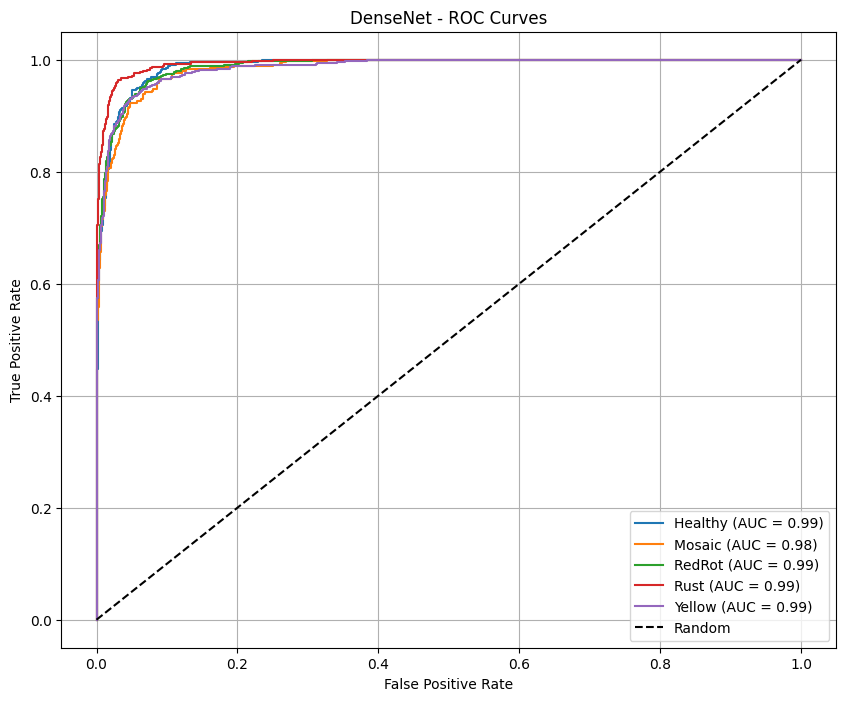 DenseNet - ROC Curves
1.0
0.8
0.6
0.4
0.2
0.0
True Positive Rate
0.0 0.2 0.4 0.6 0.8 1.0
False Positive Rate
Healthy (AUC = 0.99)
Mosaic (AUC = 0.98)
RedRot (AUC = 0.99)
Rust (AUC = 0.99)
Yellow (AUC = 0.99)
Random